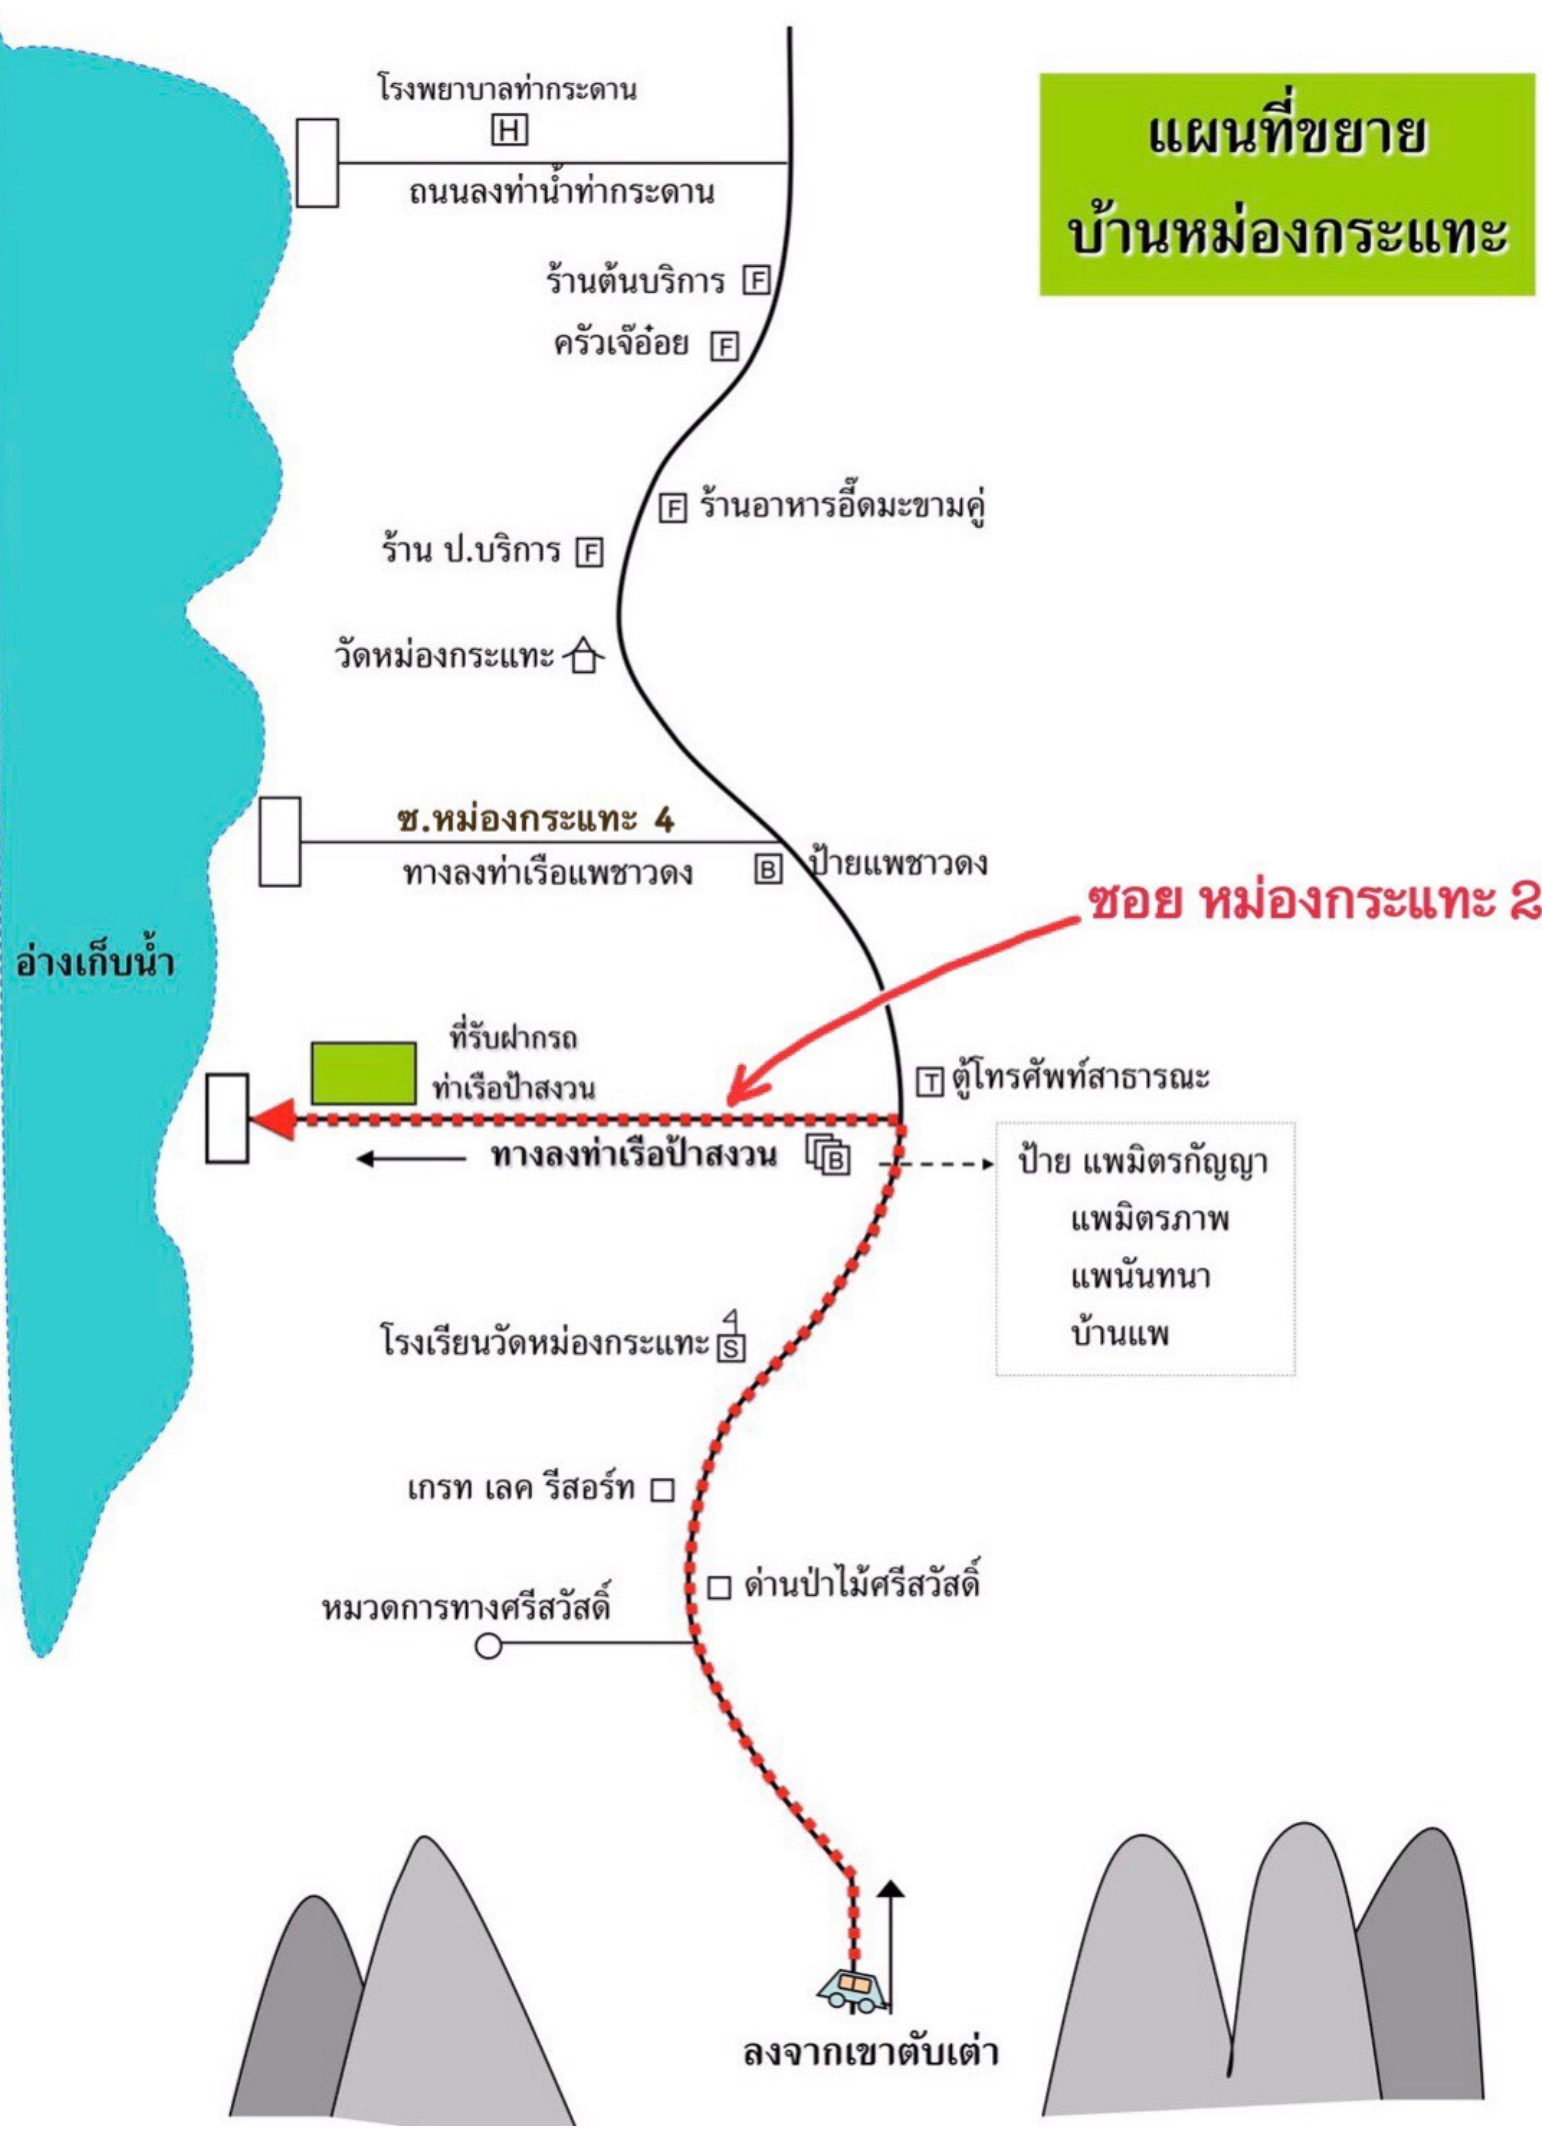 แผนที่ขยาย
บ้านหม่องกระแทะ
โรงพยาบาลท่ากระดาน
H
ถนนลงท่าน้ำท่ากระดาน
ร้านต้นบริการ F
ครัวเจ๊อ๋อย F
F ร้านอาหารอี๊ดมะขามคู่
ร้าน ป.บริการ F
วัดหม่องกระแทะ
ซ.หม่องกระแทะ 4
ทางลงท่าเรือแพชาวดง B ป้ายแพชาวดง
ซอย หม่องกระแทะ 2
อ่างเก็บน้ำ
ที่รับฝากรถ
ท่าเรือป้าสงวน
T ตู้โทรศัพท์สาธารณะ
ทางลงท่าเรือป้าสงวน B
ป้าย แพมิตรกัญญา
แพมิตรภาพ
แพนันทนา
บ้านแพ
โรงเรียนวัดหม่องกระแทะ S
เกรท เลค รีสอร์ท
ด่านป่าไม้ศรีสวัสดิ์
หมวดการทางศรีสวัสดิ์
ลงจากเขาตับเต่า